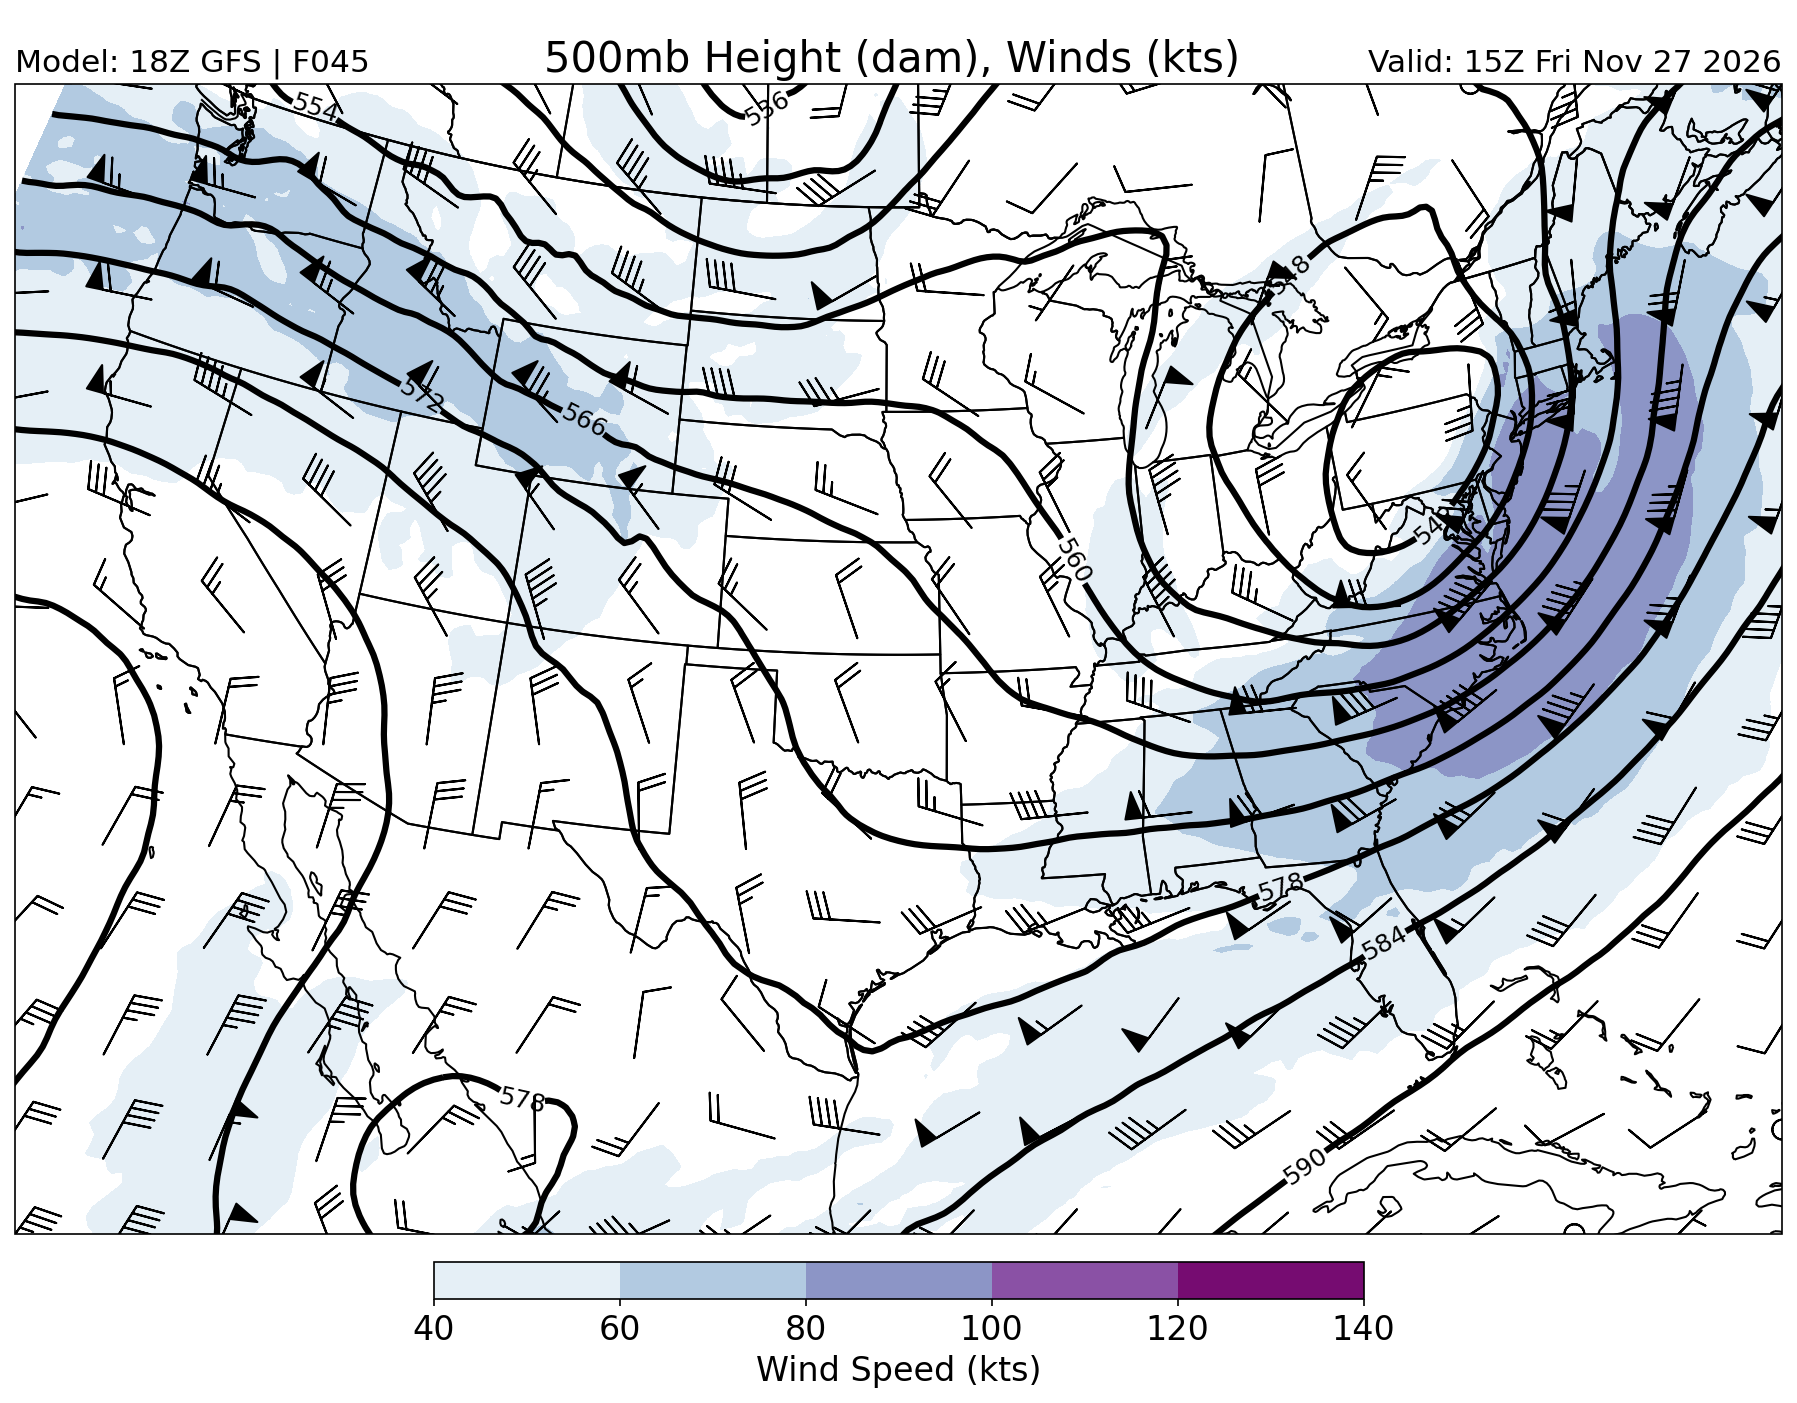 Model: 18Z GFS | F045
500mb Height (dam), Winds (kts)
Valid: 15Z Fri Nov 27 2026
554
536
548
572
566
542
560
578
584
578
590
40 60 80 100 120 140
Wind Speed (kts)